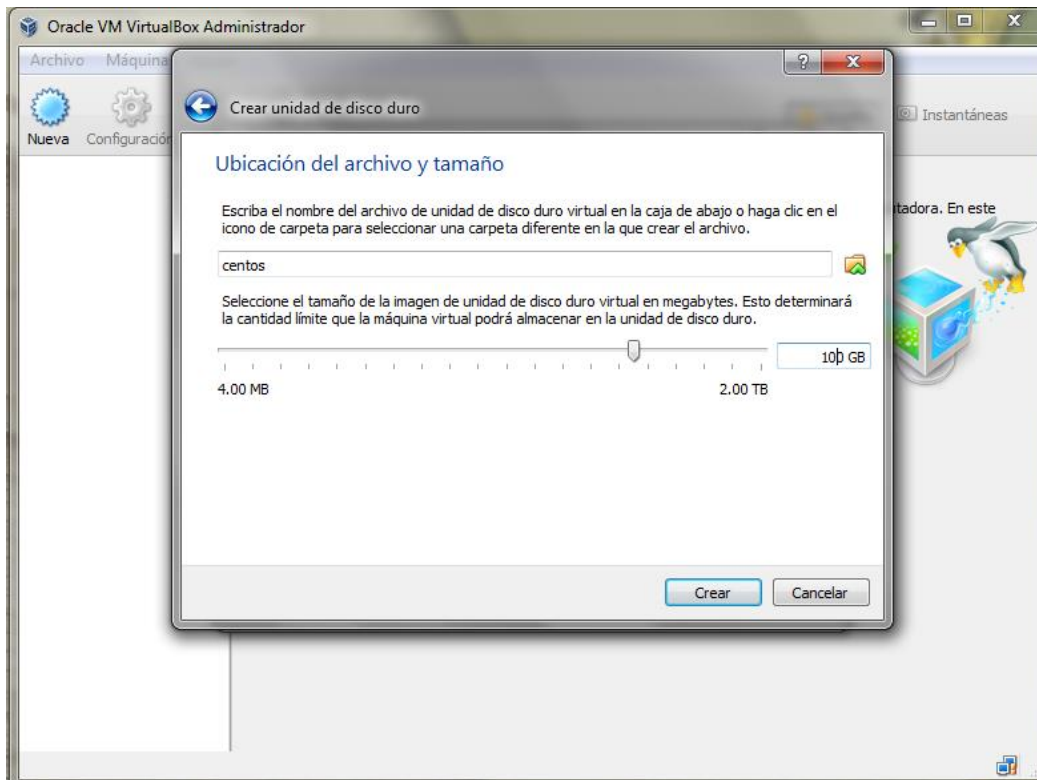 Oracle VM VirtualBox Administrador
Archivo Máquina
Nueva Configuración
Instantáneas
tadora. En este
Crear unidad de disco duro
Ubicación del archivo y tamaño
Escriba el nombre del archivo de unidad de disco duro virtual en la caja de abajo o haga clic en el
icono de carpeta para seleccionar una carpeta diferente en la que crear el archivo.
centos
Seleccione el tamaño de la imagen de unidad de disco duro virtual en megabytes. Esto determinará
la cantidad límite que la máquina virtual podrá almacenar en la unidad de disco duro.
100 GB
4.00 MB 2.00 TB
Crear Cancelar